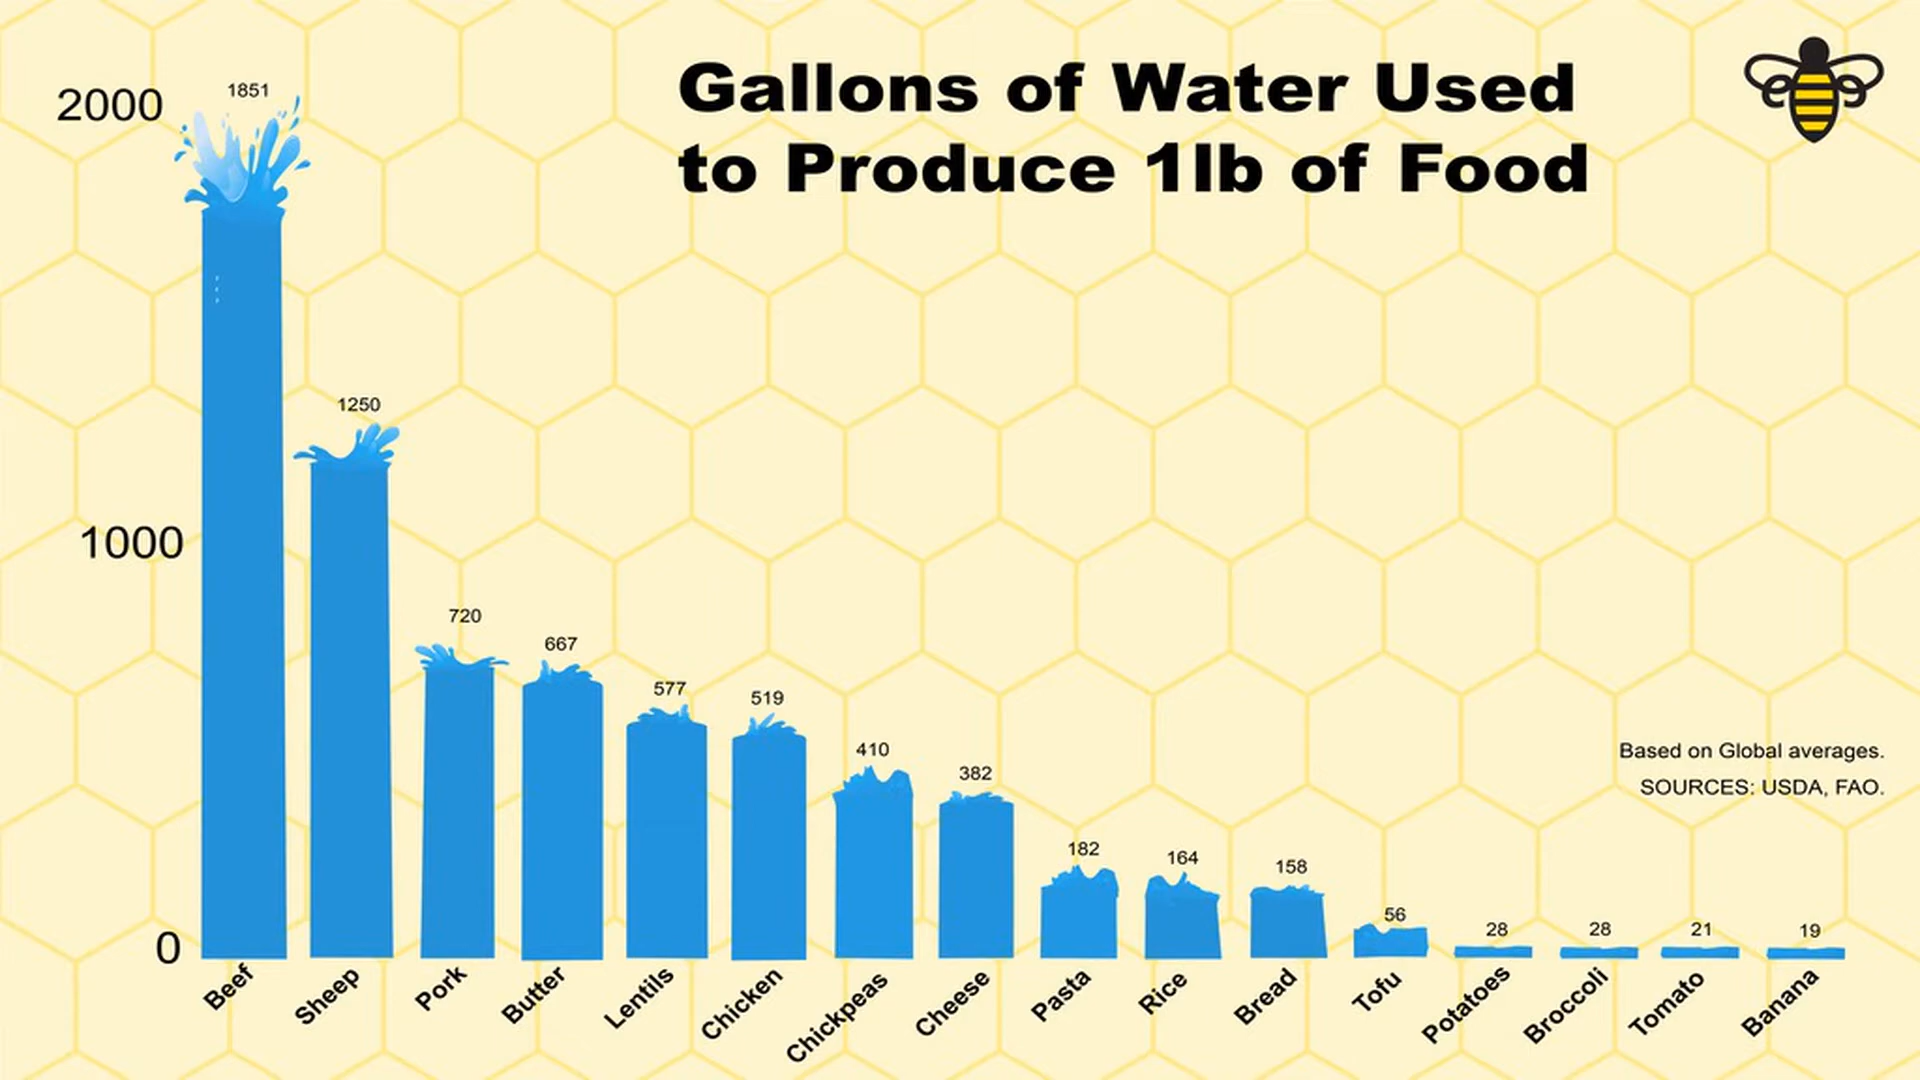 Gallons of Water Used
to Produce 1lb of Food
2000
1000
0
1851
1250
720
667
577
519
410
382
182
164
158
56
28
28
21
19
Based on Global averages.
SOURCES: USDA, FAO.
Beef
Sheep
Pork
Butter
Lentils
Chicken
Chickpeas
Cheese
Pasta
Rice
Bread
Tofu
Potatoes
Broccoli
Tomato
Banana